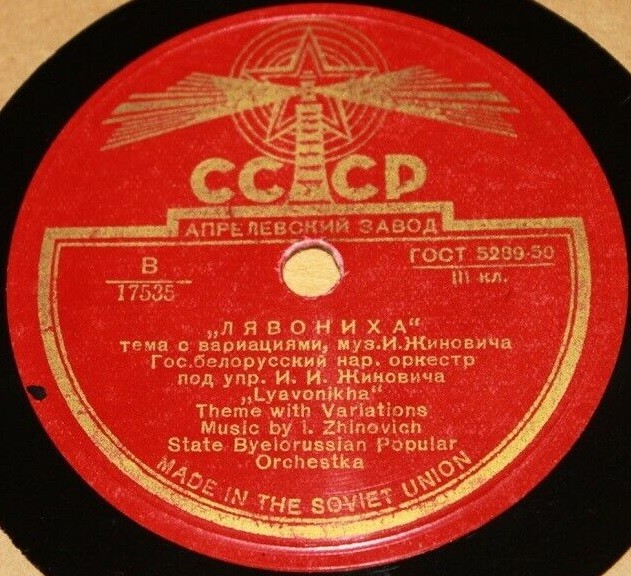 СССР
АПРЕЛЕВСКИЙ ЗАВОД
В
17535
ГОСТ 5289-50
III кл.
„ЛЯВОНИХА“
тема с вариациями, муз.И.Жиновича
Гос.белорусский нар. оркестр
под упр. И. И. Жиновича
„Lyavonikha“
Theme with Variations
Music by I. Zhinovich
State Byelorussian Popular
Orchestka
MADE IN THE SOVIET UNION